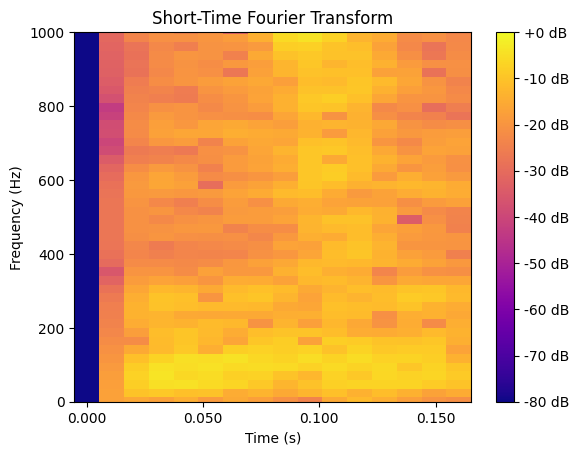 Short-Time Fourier Transform
1000
800
600
400
200
0
Frequency (Hz)
0.000
0.050
0.100
0.150
Time (s)
+0 dB
-10 dB
-20 dB
-30 dB
-40 dB
-50 dB
-60 dB
-70 dB
-80 dB